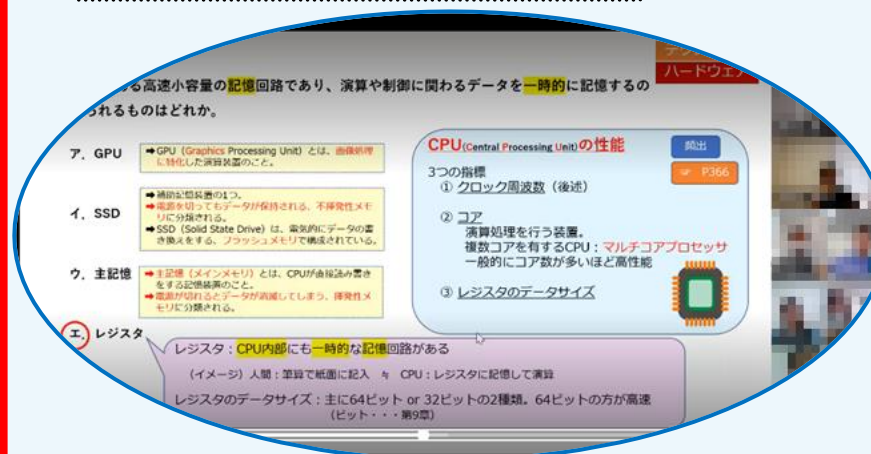 ハードウェア
る高速小容量の記憶回路であり、演算や制御に関わるデータを一時的に記憶するの
られるものはどれか。
ア．GPU
➡GPU（Graphics Processing Unit）とは、画像処理
に特化した演算装置のこと。
イ．SSD
➡補助記憶装置の1つ。
➡電源を切ってもデータが保持される、不揮発性メモ
リに分類される。
➡SSD（Solid State Drive）は、電気的にデータの書
き換えをする、フラッシュメモリで構成されている。
ウ．主記憶
➡主記憶（メインメモリ）とは、CPUが直接読み書き
をする記憶装置のこと。
➡電源が切れるとデータが消滅してしまう、揮発性メ
モリに分類される。
エ．レジスタ
CPU(Central Processing Unit)の性能
頻出
☞ P366
3つの指標
① クロック周波数（後述）
② コア
演算処理を行う装置。
複数コアを有するCPU：マルチコアプロセッサ
一般的にコア数が多いほど高性能
③ レジスタのデータサイズ
レジスタ：CPU内部にも一時的な記憶回路がある
（イメージ）人間：筆算で紙面に記入 ≒ CPU：レジスタに記憶して演算
レジスタのデータサイズ：主に64ビット or 32ビットの2種類。64ビットの方が高速
（ビット・・・第9章）